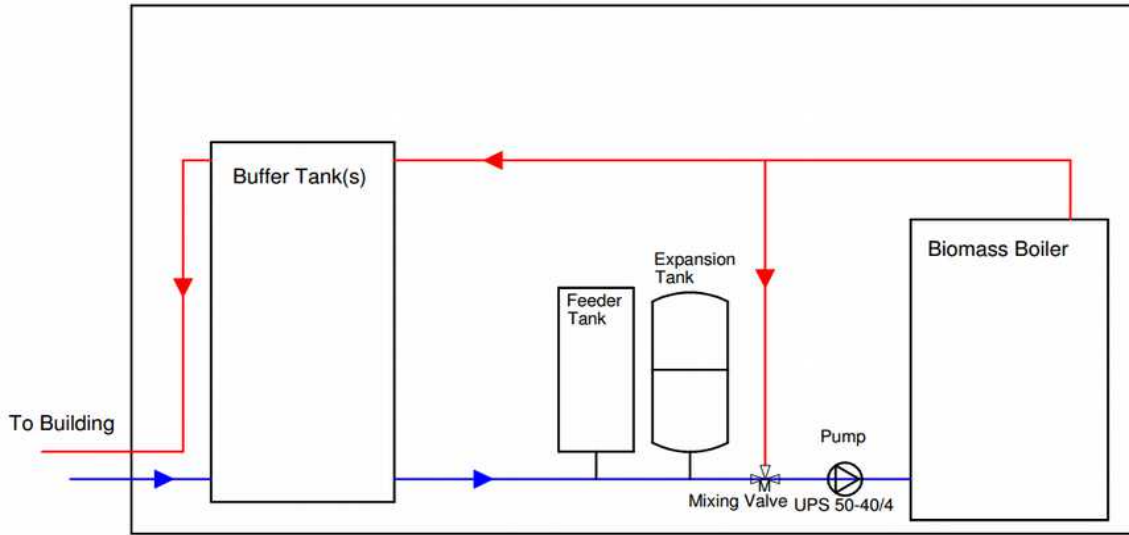 Buffer Tank(s)
Biomass Boiler
Expansion
Tank
Feeder
Tank
To Building
Pump
M
Mixing Valve
UPS 50-40/4